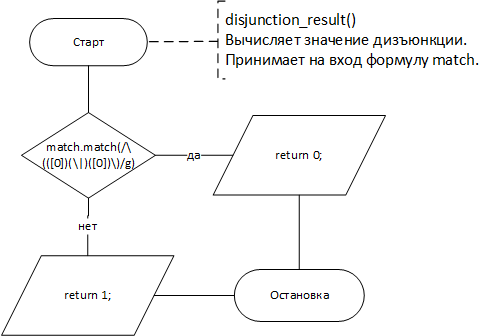 Старт
disjunction_result()
Вычисляет значение дизъюнкции.
Принимает на вход формулу match.
match.match(/\
(([0])(\|)([0])\)/g)
да
return 0;
нет
return 1;
Остановка